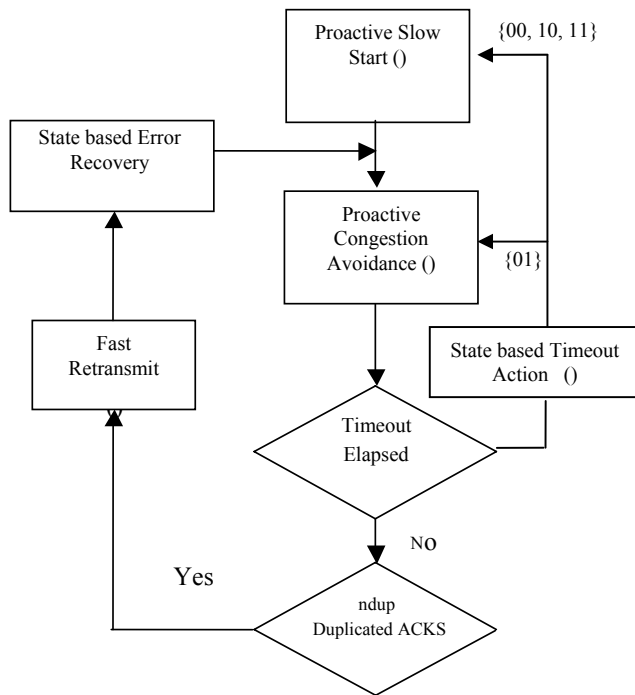 Proactive Slow
Start ()
{00, 10, 11}
State based Error
Recovery
Proactive
Congestion
Avoidance ()
{01}
Fast
Retransmit
State based Timeout
Action ()
Timeout
Elapsed
No
Yes
ndup
Duplicated ACKS